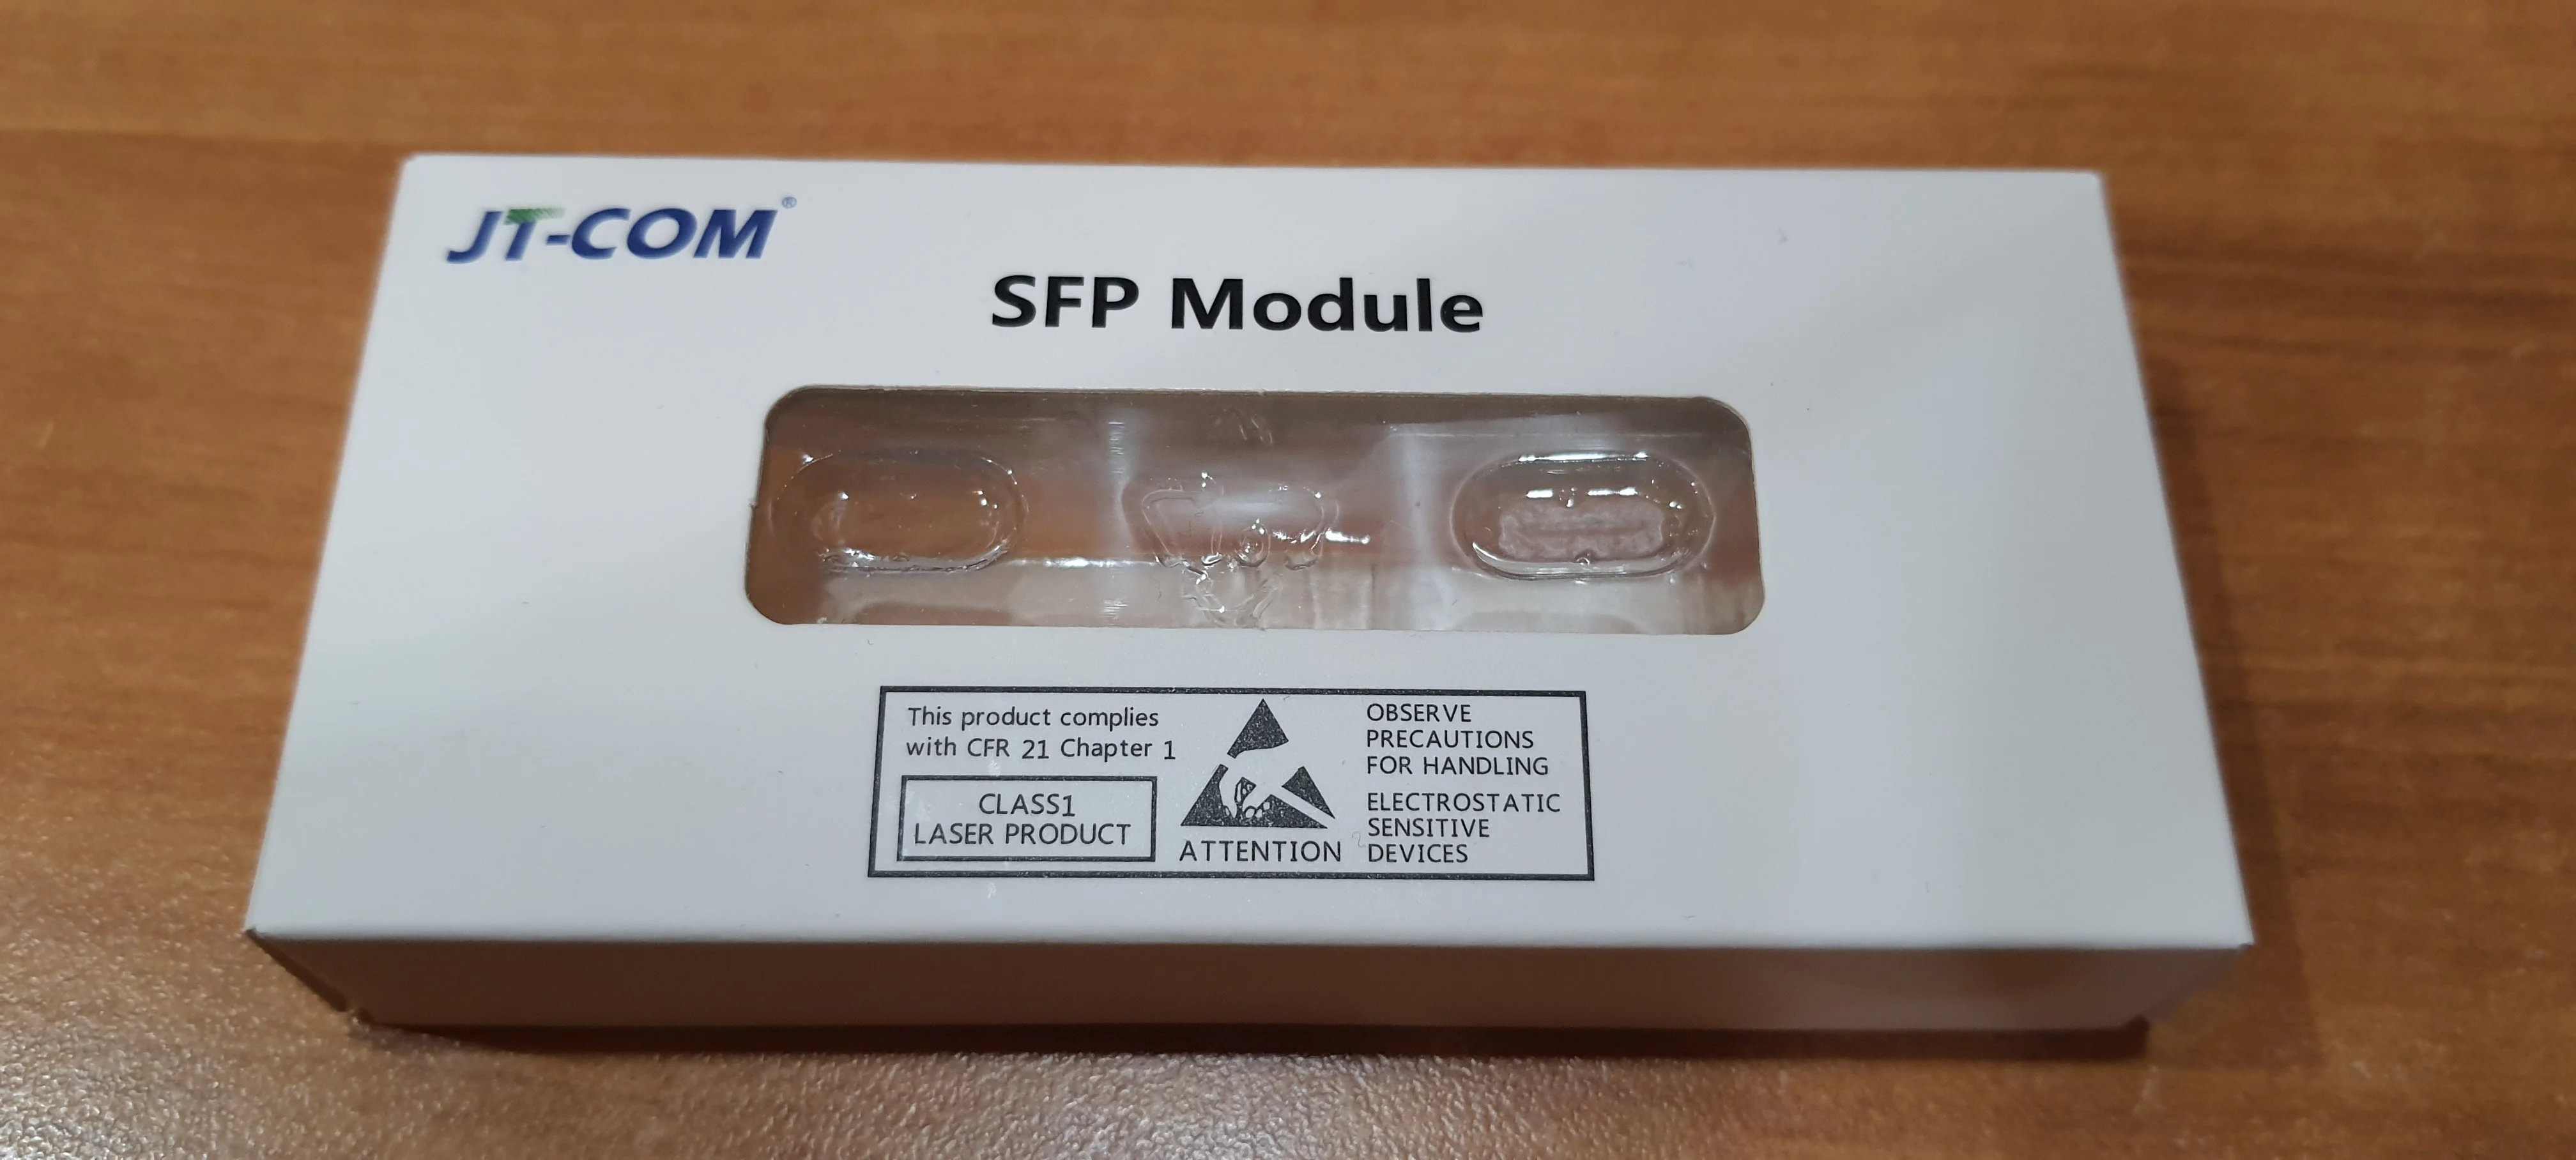 JT-COM®
SFP Module
This product complies
with CFR 21 Chapter 1
CLASS1
LASER PRODUCT
ATTENTION
OBSERVE
PRECAUTIONS
FOR HANDLING
ELECTROSTATIC
SENSITIVE
DEVICES